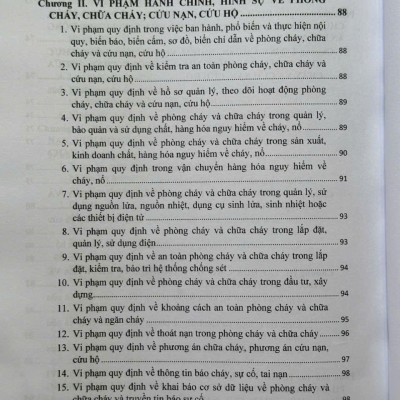 Chương II. VI PHẠM HÀNH CHÍNH, HÌNH SỰ VỀ PHÒNG
CHÁY, CHỮA CHÁY; CỨU NẠN, CỨU HỘ ........ 88
1. Vi phạm quy định trong việc ban hành, phổ biến và thực hiện nội
quy, biển báo, biển cấm, sơ đồ, biển chỉ dẫn về phòng cháy, chữa
cháy và cứu nạn, cứu hộ ........ 88
2. Vi phạm quy định về kiểm tra an toàn phòng cháy, chữa cháy và
cứu nạn, cứu hộ ........ 88
3. Vi phạm quy định về hồ sơ quản lý, theo dõi hoạt động phòng
cháy, chữa cháy và cứu nạn, cứu hộ ........ 89
4. Vi phạm quy định về phòng cháy và chữa cháy trong quản lý,
bảo quản và sử dụng chất, hàng hóa nguy hiểm về cháy, nổ ........ 89
5. Vi phạm quy định về phòng cháy và chữa cháy trong sản xuất,
kinh doanh chất, hàng hóa nguy hiểm về cháy, nổ ........ 90
6. Vi phạm quy định trong vận chuyển hàng hóa nguy hiểm về
cháy, nổ ........ 91
7. Vi phạm quy định về phòng cháy và chữa cháy trong quản lý, sử
dụng nguồn lửa, nguồn nhiệt, dụng cụ sinh lửa, sinh nhiệt hoặc
các thiết bị điện tử ........ 93
8. Vi phạm quy định về phòng cháy và chữa cháy trong lắp đặt,
quản lý, sử dụng điện ........ 93
9. Vi phạm quy định về an toàn phòng cháy và chữa cháy trong lắp
đặt, kiểm tra, bảo trì hệ thống chống sét ........ 94
10. Vi phạm quy định về phòng cháy và chữa cháy trong đầu tư, xây
dựng ........ 94
11. Vi phạm quy định về khoảng cách an toàn phòng cháy và chữa
cháy và ngăn cháy ........ 95
12. Vi phạm quy định về thoát nạn trong phòng cháy và chữa cháy ........ 96
13. Vi phạm quy định về phương án chữa cháy, phương án cứu nạn,
cứu hộ ........ 97
14. Vi phạm quy định về thông tin báo cháy, sự cố, tai nạn ........ 98
15. Vi phạm quy định về khai báo cơ sở dữ liệu về phòng cháy và
chữa cháy và truyền tin báo sự cố ........ 98